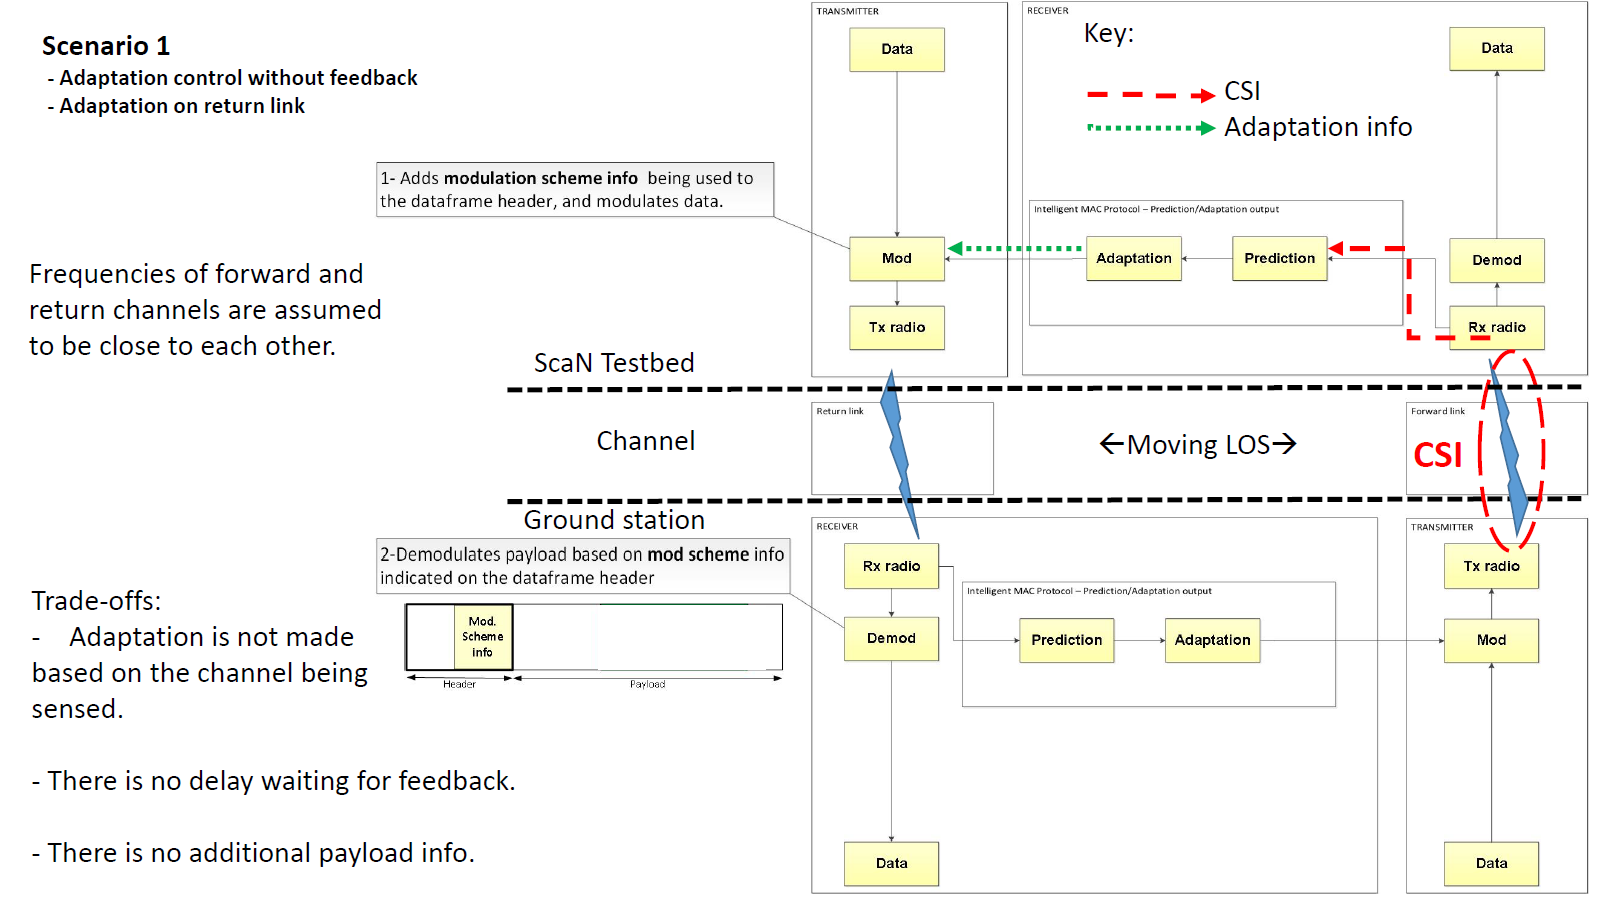 Scenario 1
- Adaptation control without feedback
- Adaptation on return link
TRANSMITTER
Data
RECEIVER
Key:
CSI
Adaptation info
Data
1- Adds modulation scheme info being used to
the dataframe header, and modulates data.
Intelligent MAC Protocol – Prediction/Adaptation output
Mod
Adaptation
Prediction
Demod
Frequencies of forward and
return channels are assumed
to be close to each other.
Tx radio
Rx radio
ScaN Testbed
Return link
Forward link
Channel
←Moving LOS→
CSI
Ground station
RECEIVER
TRANSMITTER
2-Demodulates payload based on mod scheme info
indicated on the dataframe header
Rx radio
Tx radio
Intelligent MAC Protocol – Prediction/Adaptation output
Trade-offs:
- Adaptation is not made
based on the channel being
sensed.
Mod.
Scheme
info
Header
Payload
Demod
Prediction
Adaptation
Mod
- There is no delay waiting for feedback.
- There is no additional payload info.
Data
Data